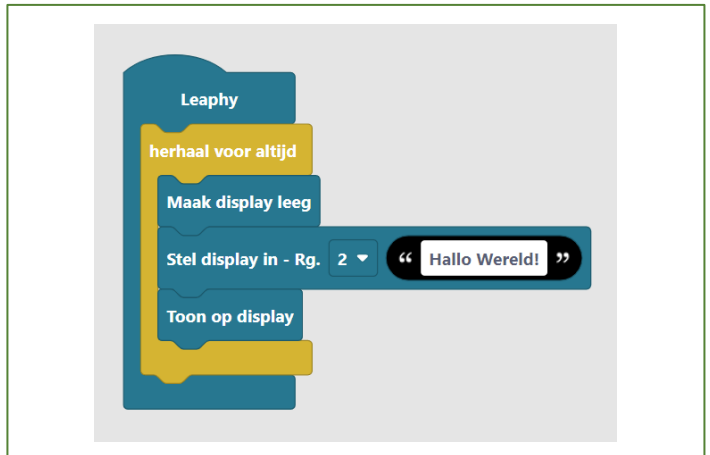 Leaphy
herhaal voor altijd
Maak display leeg
Stel display in - Rg. 2 “ Hallo Wereld! ”
Toon op display